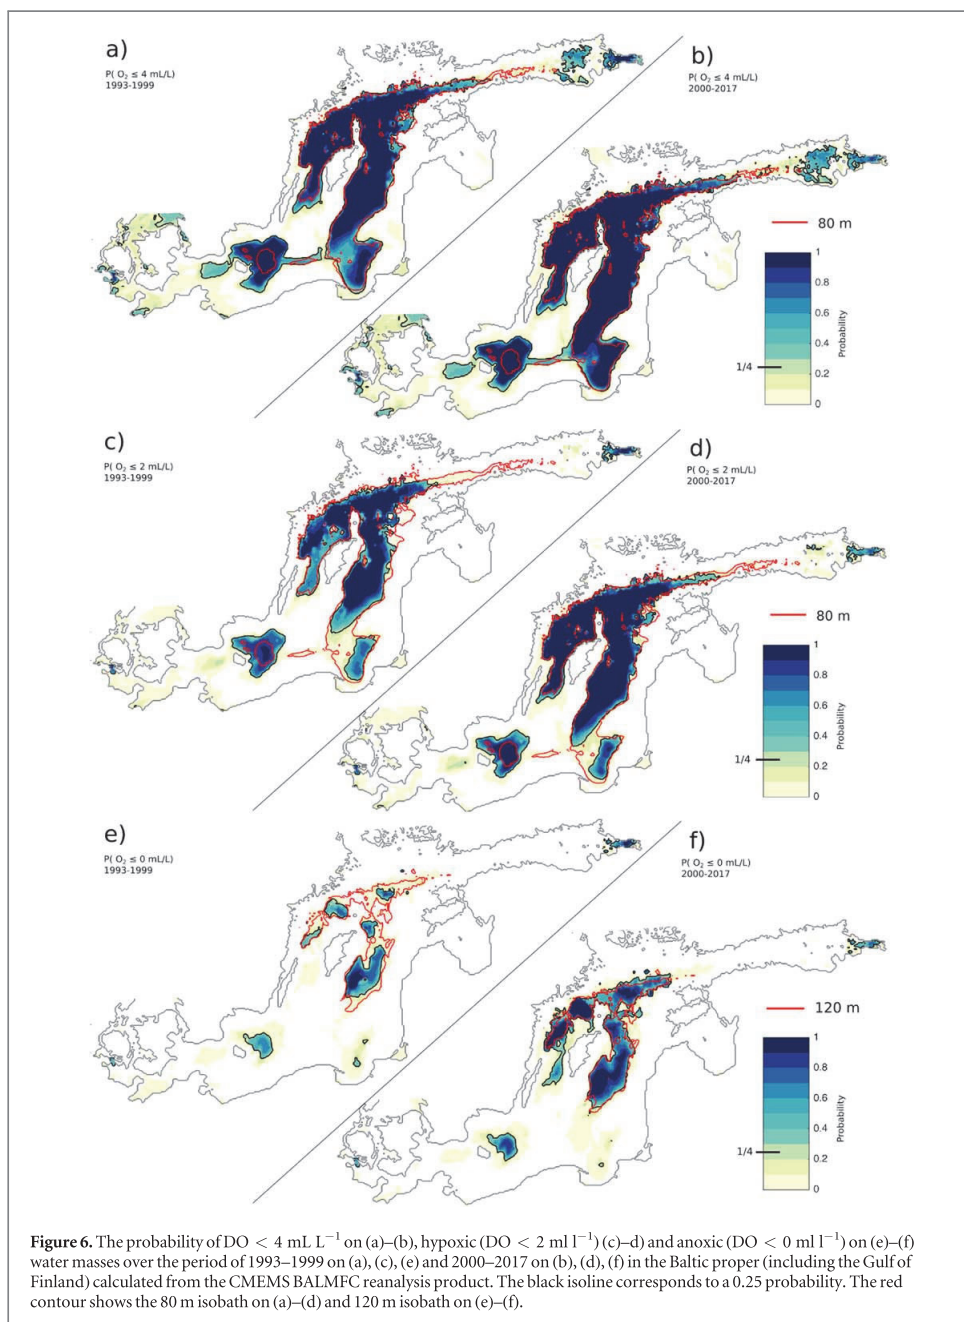 a)
P( O₂ ≤ 4 mL/L)
1993-1999
b)
P( O₂ ≤ 4 mL/L)
2000-2017
80 m
1
0.8
0.6
0.4
1/4
0.2
0
Probability
c)
P( O₂ ≤ 2 mL/L)
1993-1999
d)
P( O₂ ≤ 2 mL/L)
2000-2017
80 m
1
0.8
0.6
0.4
1/4
0.2
0
Probability
e)
P( O₂ ≤ 0 mL/L)
1993-1999
f)
P( O₂ ≤ 0 mL/L)
2000-2017
120 m
1
0.8
0.6
0.4
1/4
0.2
0
Probability
Figure 6. The probability of DO < 4 mL L⁻¹ on (a)–(b), hypoxic (DO < 2 ml l⁻¹) (c)–d) and anoxic (DO < 0 ml l⁻¹) on (e)–(f)
water masses over the period of 1993–1999 on (a), (c), (e) and 2000–2017 on (b), (d), (f) in the Baltic proper (including the Gulf of
Finland) calculated from the CMEMS BALMFC reanalysis product. The black isoline corresponds to a 0.25 probability. The red
contour shows the 80 m isobath on (a)–(d) and 120 m isobath on (e)–(f).